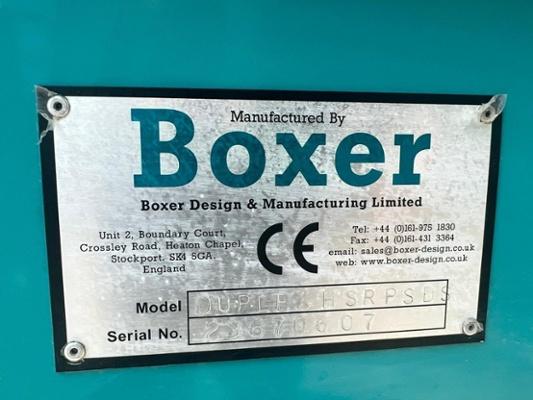 Manufactured By
Boxer
Boxer Design & Manufacturing Limited
Unit 2, Boundary Court,
Crossley Road, Heaton Chapel,
Stockport. SK4 5GA.
England
CE
Tel: +44 (0)161-975 1830
Fax: +44 (0)161-431 3364
email: sales@boxer-design.co.uk
web: www.boxer-design.co.uk
Model
Serial No.